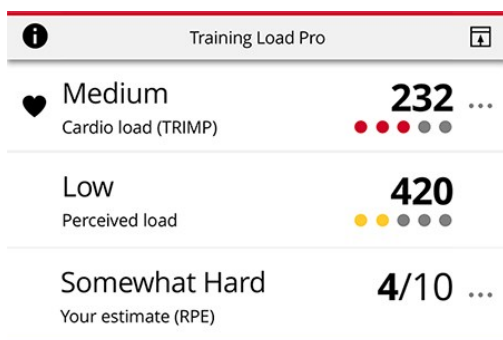 Training Load Pro
Medium 232
Cardio load (TRIMP)
Low 420
Perceived load
Somewhat Hard 4/10
Your estimate (RPE)